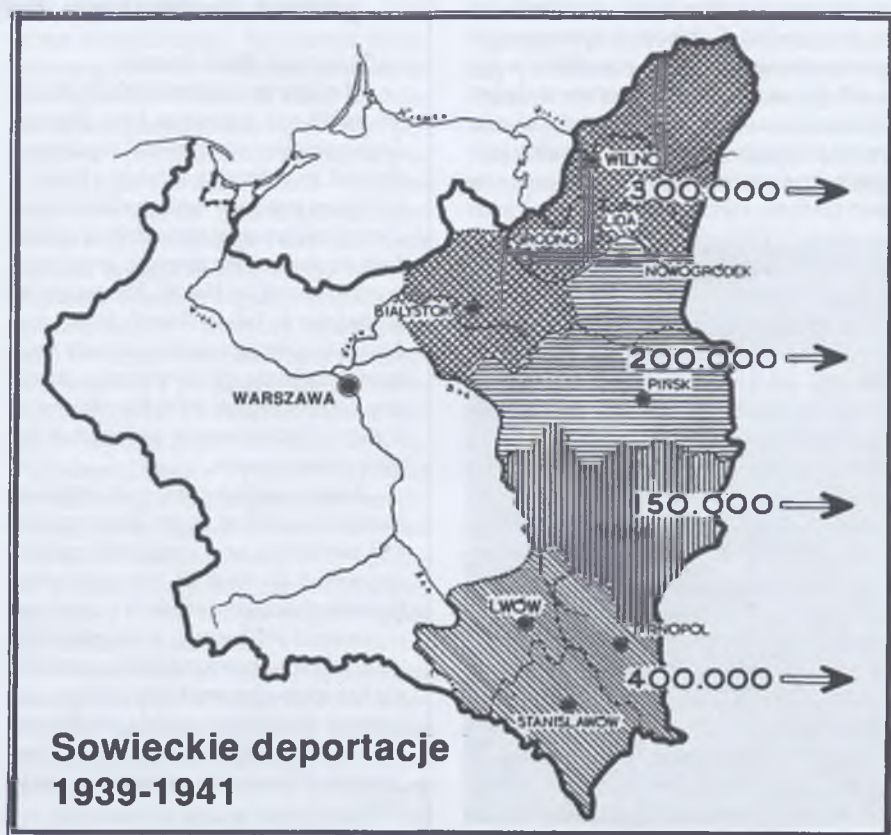 WILNO
300.000
LIDA
GRODNO
NOWOGRÓDEK
BIAŁYSTOK
200.000
PIŃSK
WARSZAWA
Bug
150.000
LWÓW
TARNOPOL
400.000
STANISŁAWÓW
Sowieckie deportacje
1939-1941